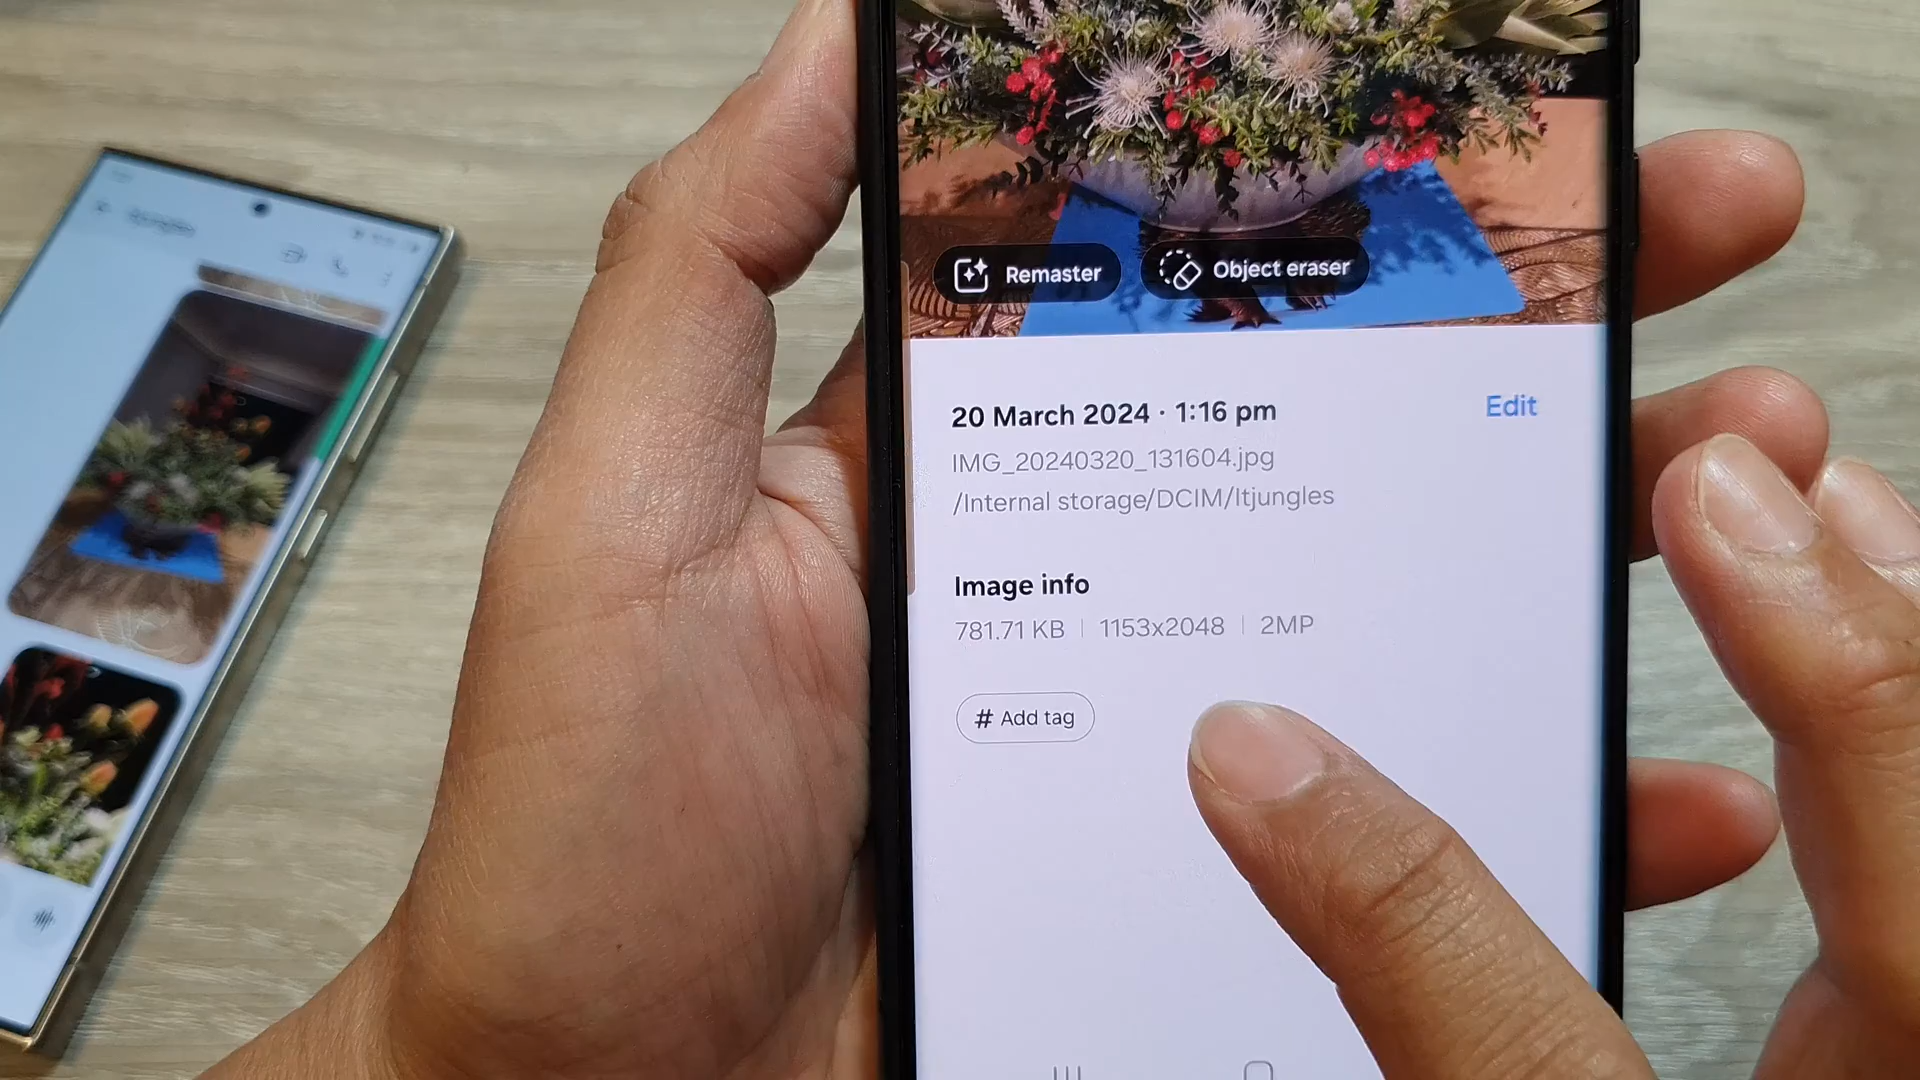 Remaster
Object eraser
20 March 2024 · 1:16 pm
Edit
IMG_20240320_131604.jpg
/Internal storage/DCIM/Itjungles
Image info
781.71 KB | 1153x2048 | 2MP
# Add tag